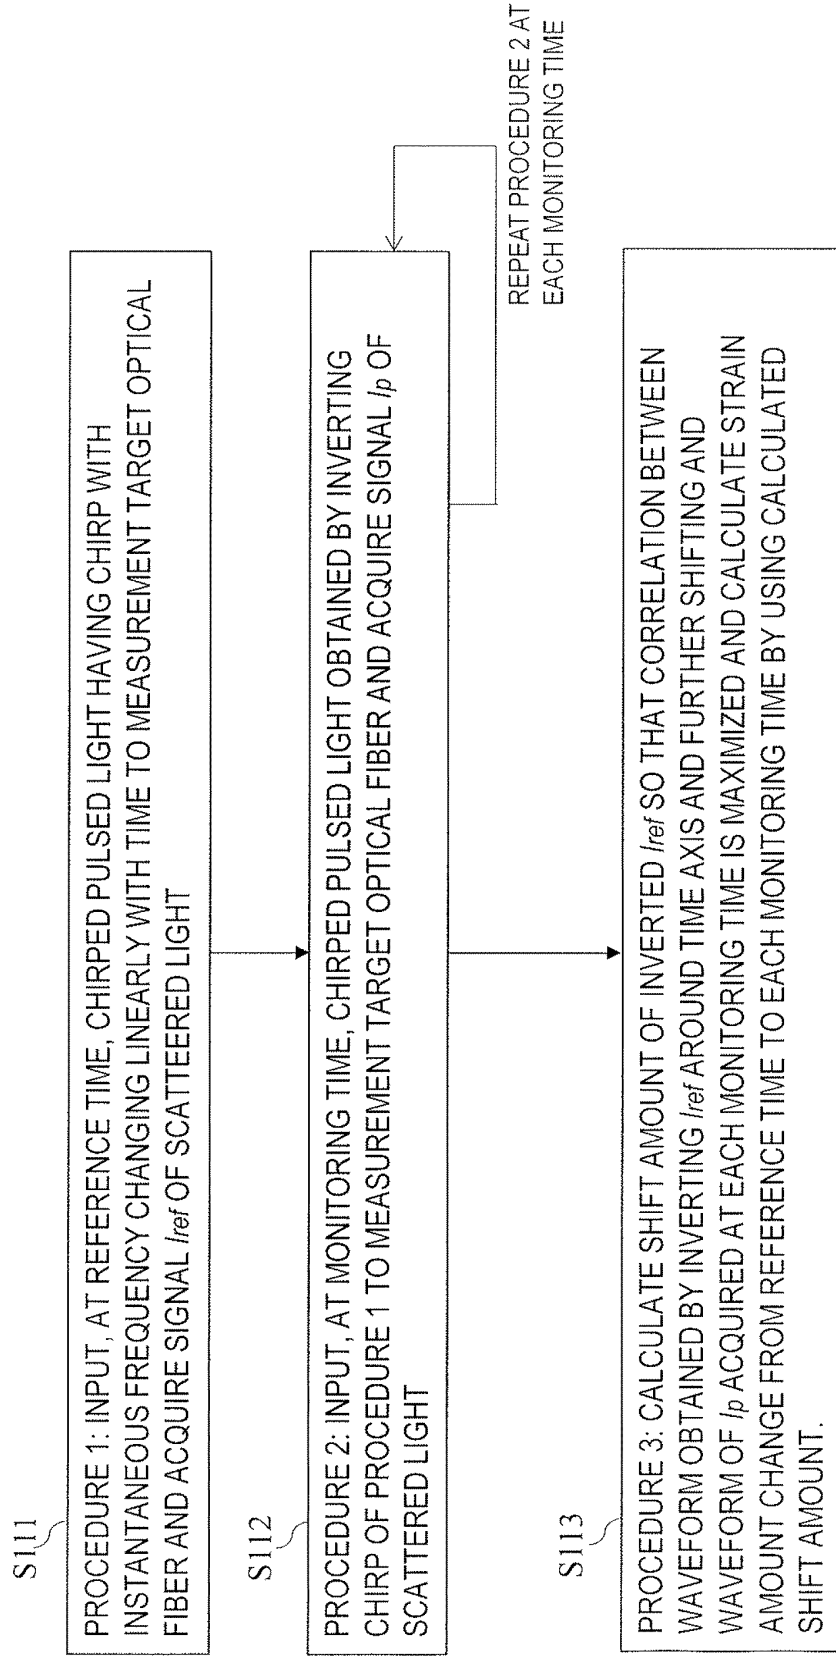 S111
PROCEDURE 1: INPUT, AT REFERENCE TIME, CHIRPED PULSED LIGHT HAVING CHIRP WITH
INSTANTANEOUS FREQUENCY CHANGING LINEARLY WITH TIME TO MEASUREMENT TARGET OPTICAL
FIBER AND ACQUIRE SIGNAL Iref OF SCATTERED LIGHT
S112
PROCEDURE 2: INPUT, AT MONITORING TIME, CHIRPED PULSED LIGHT OBTAINED BY INVERTING
CHIRP OF PROCEDURE 1 TO MEASUREMENT TARGET OPTICAL FIBER AND ACQUIRE SIGNAL Ip OF
SCATTERED LIGHT
REPEAT PROCEDURE 2 AT
EACH MONITORING TIME
S113
PROCEDURE 3: CALCULATE SHIFT AMOUNT OF INVERTED Iref SO THAT CORRELATION BETWEEN
WAVEFORM OBTAINED BY INVERTING Iref AROUND TIME AXIS AND FURTHER SHIFTING AND
WAVEFORM OF Ip ACQUIRED AT EACH MONITORING TIME IS MAXIMIZED AND CALCULATE STRAIN
AMOUNT CHANGE FROM REFERENCE TIME TO EACH MONITORING TIME BY USING CALCULATED
SHIFT AMOUNT.